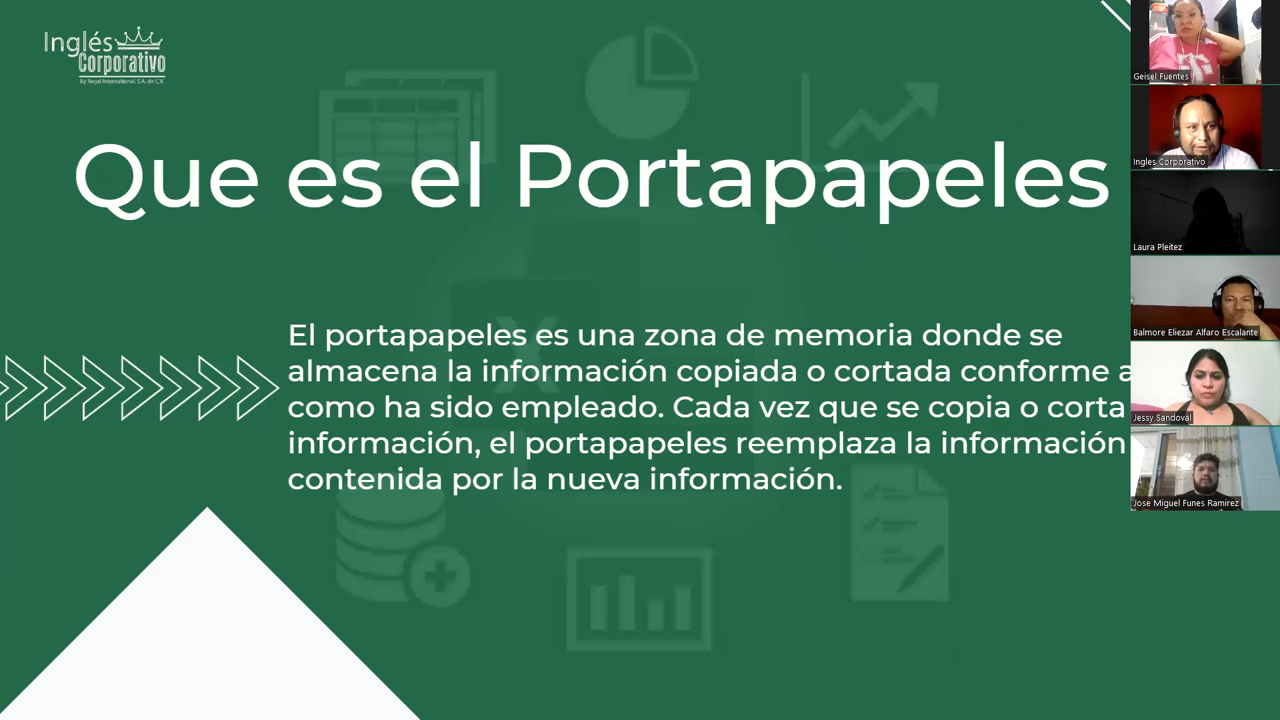 Inglés
Corporativo
By Regal International, S.A. de C.V.
Que es el Portapapeles
El portapapeles es una zona de memoria donde se
almacena la información copiada o cortada conforme a
como ha sido empleado. Cada vez que se copia o corta
información, el portapapeles reemplaza la información
contenida por la nueva información.
Geisel Fuentes
Ingles Corporativo
Laura Pleitez
Balmore Eliezar Alfaro Escalante
Jessy Sandoval
Jose Miguel Funes Ramirez